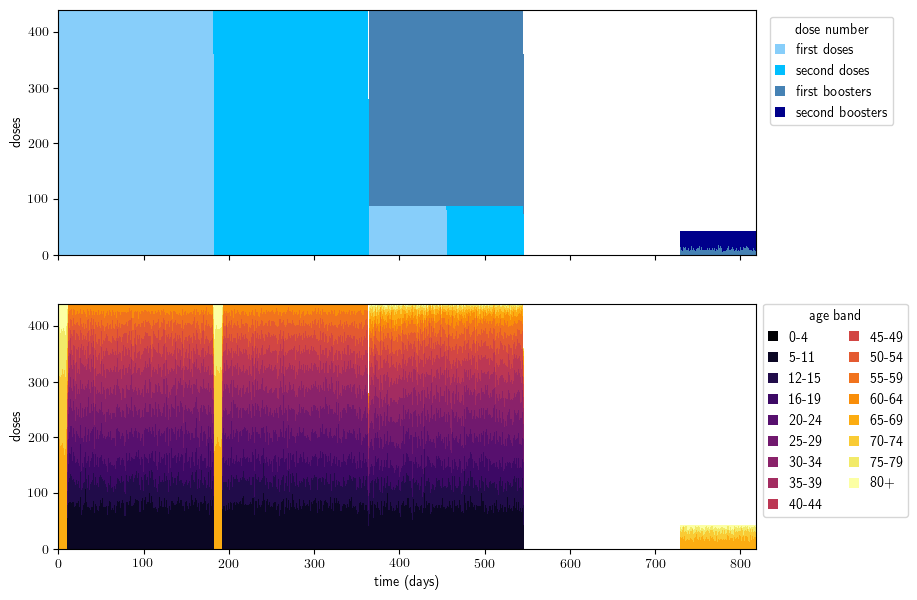 400
300
200
100
0
doses
dose number
first doses
second doses
first boosters
second boosters
400
300
200
100
0
doses
0 100 200 300 400 500 600 700 800
time (days)
age band
0-4 45-49
5-11 50-54
12-15 55-59
16-19 60-64
20-24 65-69
25-29 70-74
30-34 75-79
35-39 80+
40-44